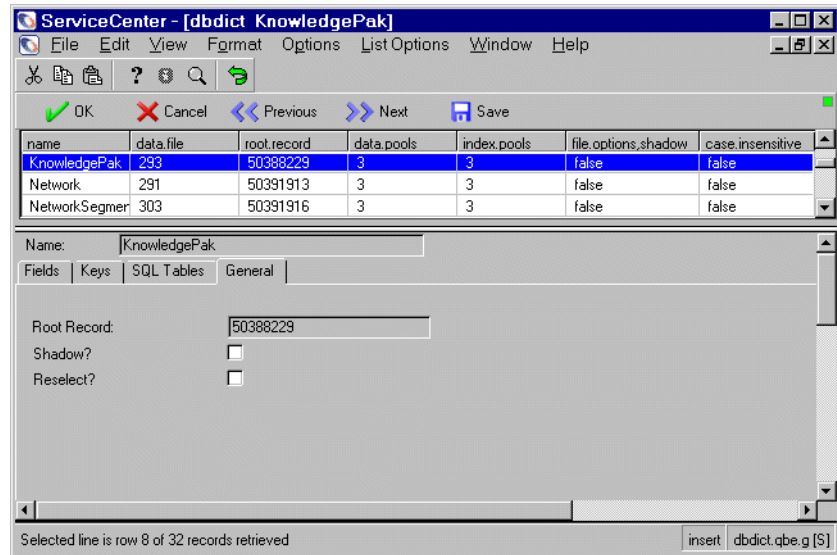 ServiceCenter - [dbdict KnowledgePak]
File Edit View Format Options List Options Window Help
OK Cancel Previous Next Save
name data.file root.record data.pools index.pools file.options,shadow case.insensitive
KnowledgePak 293 50388229 3 3 false false
Network 291 50391913 3 3 false false
NetworkSegmer 303 50391916 3 3 false false
Name: KnowledgePak
Fields Keys SQL Tables General
Root Record: 50388229
Shadow?
Reselect?
Selected line is row 8 of 32 records retrieved insert dbdict.qbe.g [S]